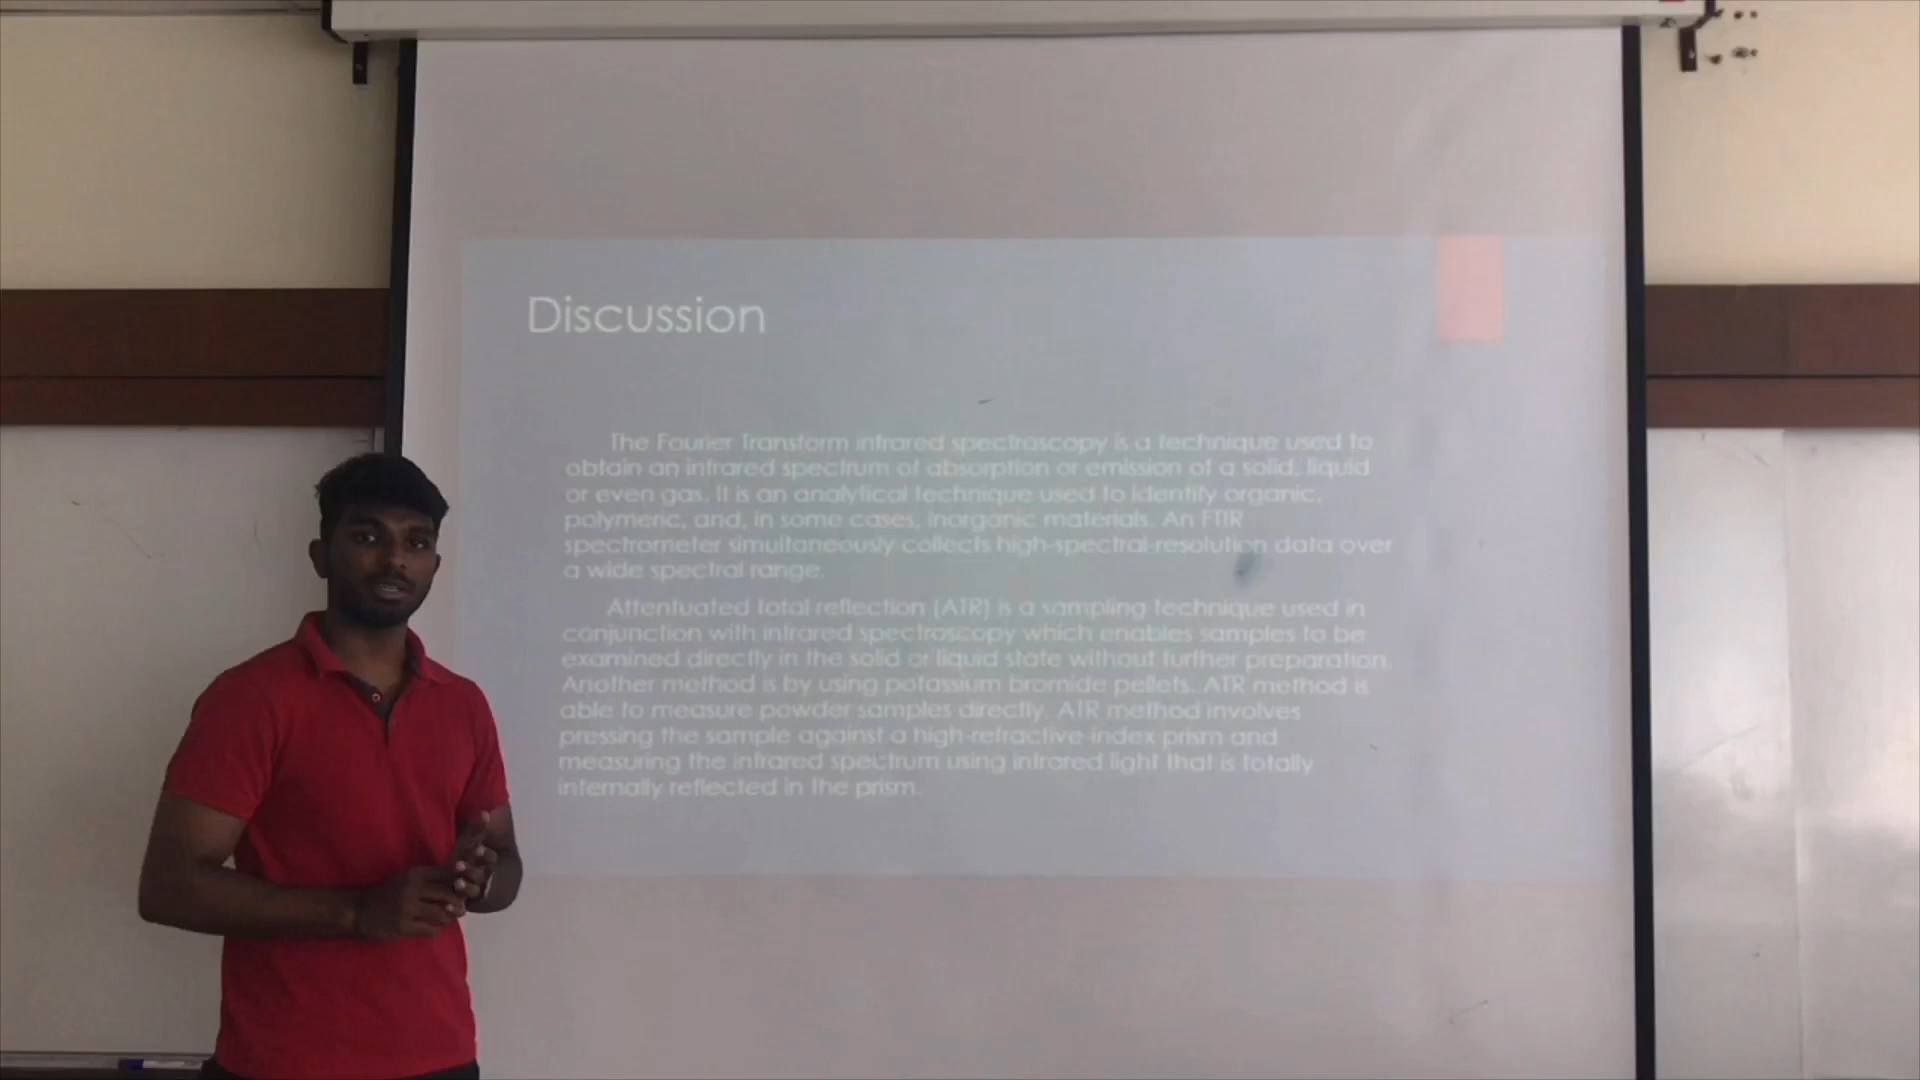 Discussion
The Fourier Transform infrared spectroscopy is a technique used to
obtain an infrared spectrum of absorption or emission of a solid, liquid
or even gas. It is an analytical technique used to identify organic,
polymeric, and, in some cases, inorganic materials. An FTIR
spectrometer simultaneously collects high-spectral-resolution data over
a wide spectral range.
Attentuated total reflection (ATR) is a sampling technique used in
conjunction with infrared spectroscopy which enables samples to be
examined directly in the solid or liquid state without further preparation.
Another method is by using potassium bromide pellets. ATR method is
able to measure powder samples directly. ATR method involves
pressing the sample against a high-refractive-index prism and
measuring the infrared spectrum using infrared light that is totally
internally reflected in the prism.